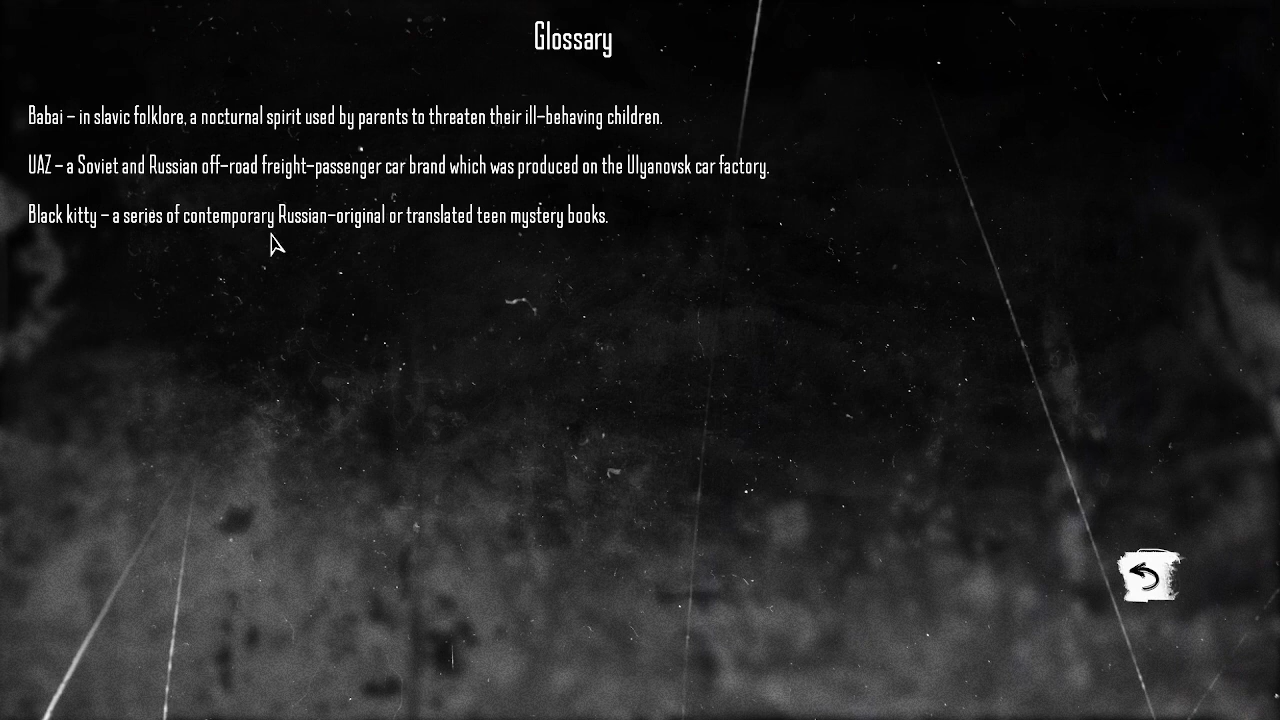 Glossary
Babai – in slavic folklore, a nocturnal spirit used by parents to threaten their ill-behaving children.
UAZ – a Soviet and Russian off-road freight-passenger car brand which was produced on the Ulyanovsk car factory.
Black kitty – a series of contemporary Russian-original or translated teen mystery books.